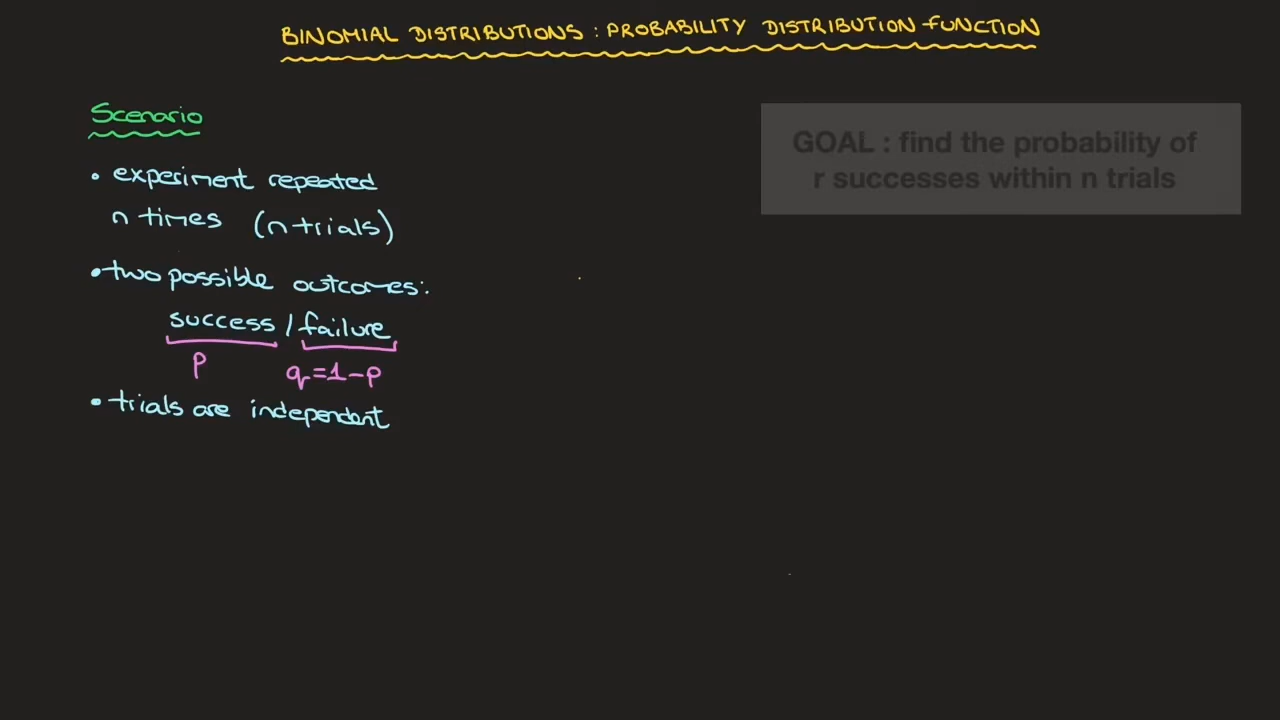 BINOMIAL DISTRIBUTIONS : PROBABILITY DISTRIBUTION FUNCTION
Scenario
• experiment repeated
n times (n trials)
• two possible outcomes:
success / failure
p q=1-p
• trials are independent
GOAL : find the probability of
r successes within n trials